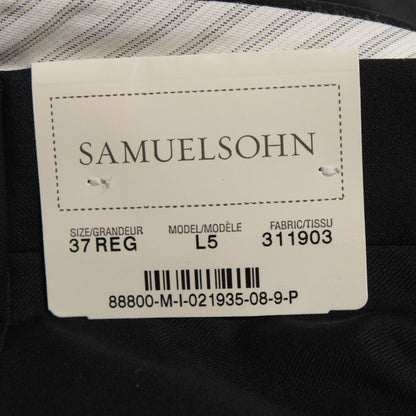 SAMUELSOHN
SIZE/GRANDEUR MODEL/MODÈLE FABRIC/TISSU
37 REG L5 311903
88800-M-I-021935-08-9-P